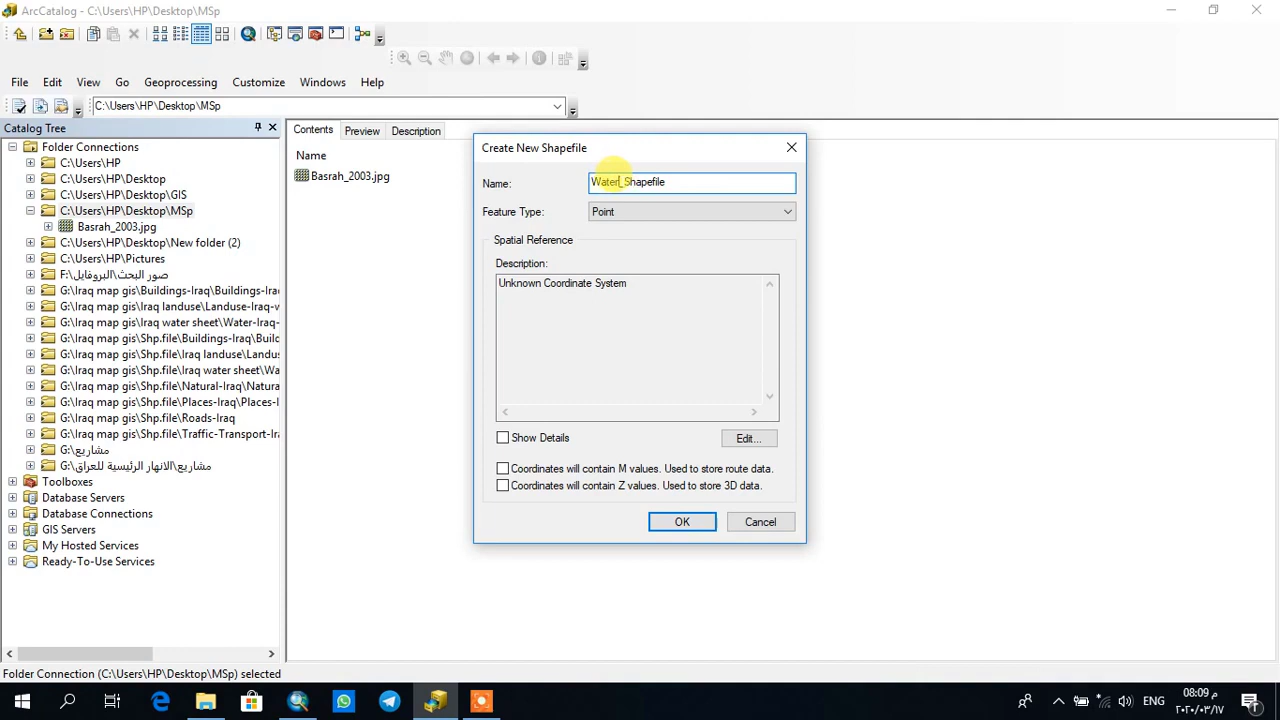 ArcCatalog - C:\Users\HP\Desktop\MSp
File Edit View Go Geoprocessing Customize Windows Help
C:\Users\HP\Desktop\MSp
Catalog Tree
Folder Connections
C:\Users\HP
C:\Users\HP\Desktop
C:\Users\HP\Desktop\GIS
C:\Users\HP\Desktop\MSp
Basrah_2003.jpg
C:\Users\HP\Desktop\New folder (2)
C:\Users\HP\Pictures
F:\صور البحث\البروفايل
G:\Iraq map gis\Buildings-Iraq\Buildings-Ira
G:\Iraq map gis\Iraq landuse\Landuse-Iraq-w
G:\Iraq map gis\Iraq water sheet\Water-Iraq-
G:\Iraq map gis\Shp.file\Buildings-Iraq\Build
G:\Iraq map gis\Shp.file\Iraq landuse\Landus
G:\Iraq map gis\Shp.file\Iraq water sheet\Wa
G:\Iraq map gis\Shp.file\Natural-Iraq\Natura
G:\Iraq map gis\Shp.file\Places-Iraq\Places-I
G:\Iraq map gis\Shp.file\Roads-Iraq
G:\Iraq map gis\Shp.file\Traffic-Transport-Ira
G:\مشاريع
G:\مشاريع\الانهار الرئيسية للعراق
Toolboxes
Database Servers
Database Connections
GIS Servers
My Hosted Services
Ready-To-Use Services
Folder Connection (C:\Users\HP\Desktop\MSp) selected
Contents Preview Description
Name
Basrah_2003.jpg
Create New Shapefile
Name: Water_Shapefile
Feature Type: Point
Spatial Reference
Description:
Unknown Coordinate System
Show Details
Edit...
Coordinates will contain M values. Used to store route data.
Coordinates will contain Z values. Used to store 3D data.
OK Cancel
ENG
08:09 م
٢٠٢٠/٠٣/١٧